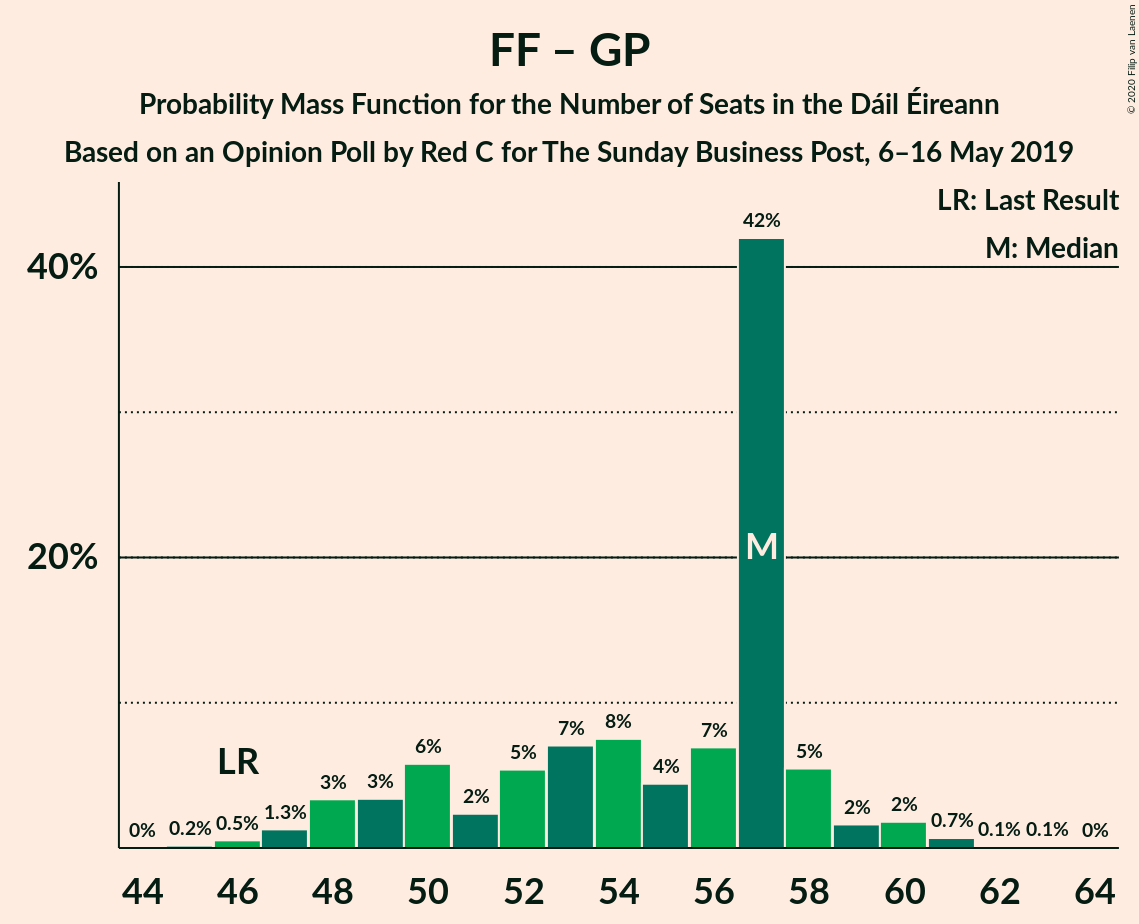 FF – GP
Probability Mass Function for the Number of Seats in the Dáil Éireann
Based on an Opinion Poll by Red C for The Sunday Business Post, 6–16 May 2019
© 2020 Filip van Laenen
LR: Last Result
M: Median
40%
20%
LR
M
0%
0.2%
0.5%
1.3%
3%
3%
6%
2%
5%
7%
8%
4%
7%
42%
5%
2%
2%
0.7%
0.1%
0.1%
0%
44 46 48 50 52 54 56 58 60 62 64